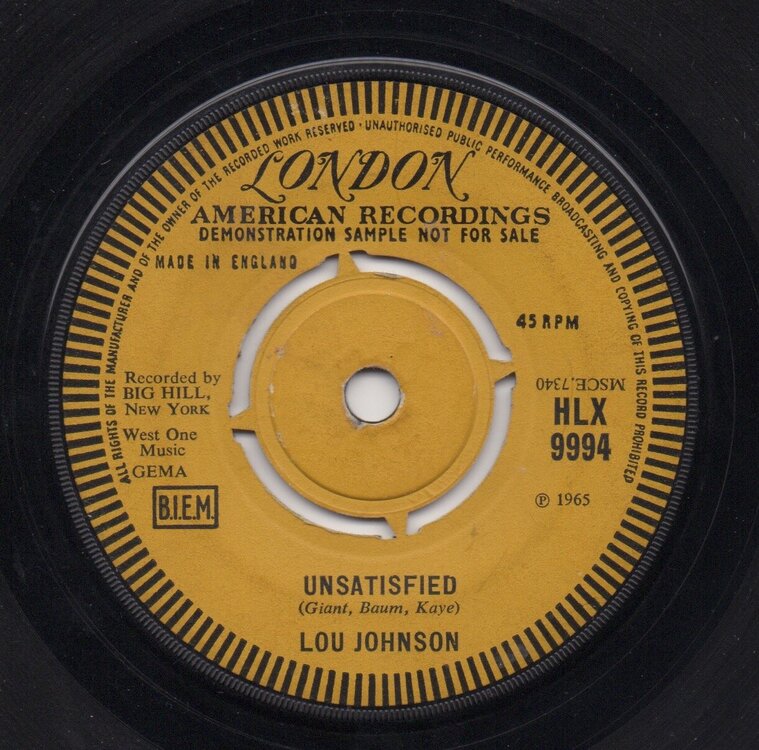 ALL RIGHTS OF THE MANUFACTURER AND OF THE OWNER OF THE RECORDED WORK RESERVED · UNAUTHORISED PUBLIC PERFORMANCE BROADCASTING AND COPYING OF THIS RECORD PROHIBITED
LONDON
AMERICAN RECORDINGS
DEMONSTRATION SAMPLE NOT FOR SALE
MADE IN ENGLAND
45 RPM
Recorded by
BIG HILL,
NEW YORK
West One
Music
GEMA
B.I.E.M.
MSCE.7340
HLX
9994
℗ 1965
UNSATISFIED
(Giant, Baum, Kaye)
LOU JOHNSON